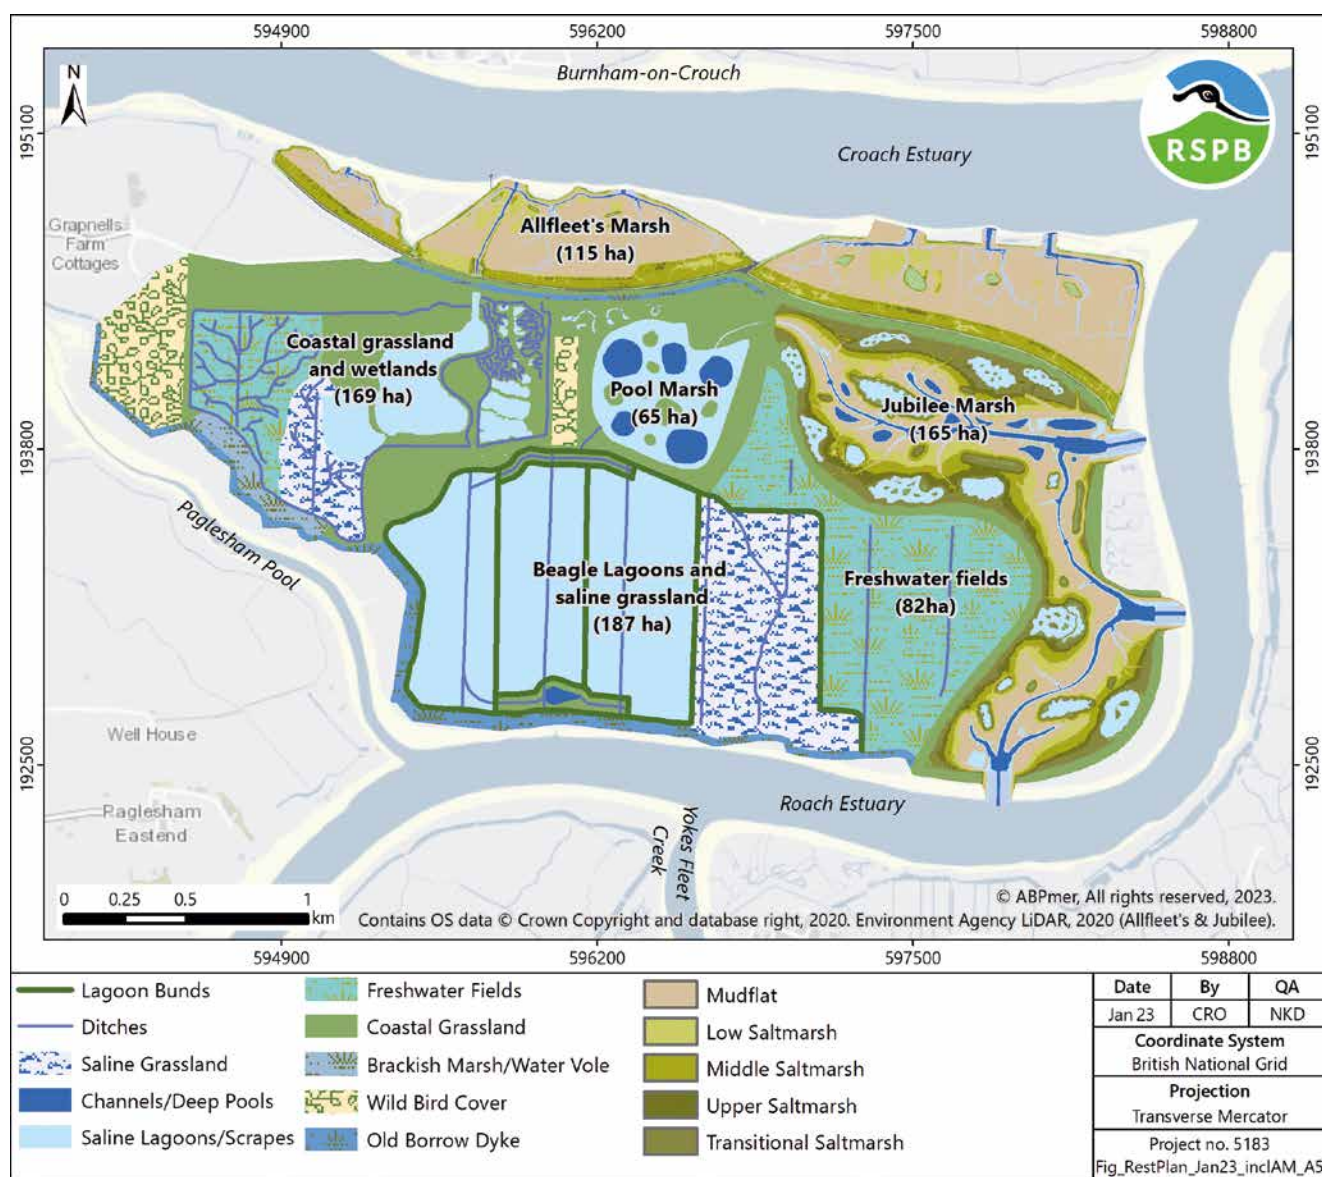 594900 596200 597500 598800
Burnham-on-Crouch
N
195100
195100
Croach Estuary
RSPB
Grapnells
Farm
Cottages
Allfleet's Marsh
(115 ha)
Coastal grassland
and wetlands
(169 ha)
Pool Marsh
(65 ha)
Jubilee Marsh
(165 ha)
193800
193800
Paglesham Pool
Beagle Lagoons and
saline grassland
(187 ha)
Freshwater fields
(82ha)
Well House
192500
192500
Raglesham
Eastend
Roach Estuary
Yokes Fleet
Creek
0 0.25 0.5 1
km
© ABPmer, All rights reserved, 2023.
Contains OS data © Crown Copyright and database right, 2020. Environment Agency LiDAR, 2020 (Allfleet's & Jubilee).
594900 596200 597500 598800
Lagoon Bunds
Ditches
Saline Grassland
Channels/Deep Pools
Saline Lagoons/Scrapes
Freshwater Fields
Coastal Grassland
Brackish Marsh/Water Vole
Wild Bird Cover
Old Borrow Dyke
Mudflat
Low Saltmarsh
Middle Saltmarsh
Upper Saltmarsh
Transitional Saltmarsh
Date By QA
Jan 23 CRO NKD
Coordinate System
British National Grid
Projection
Transverse Mercator
Project no. 5183
Fig_RestPlan_Jan23_inclAM_A5